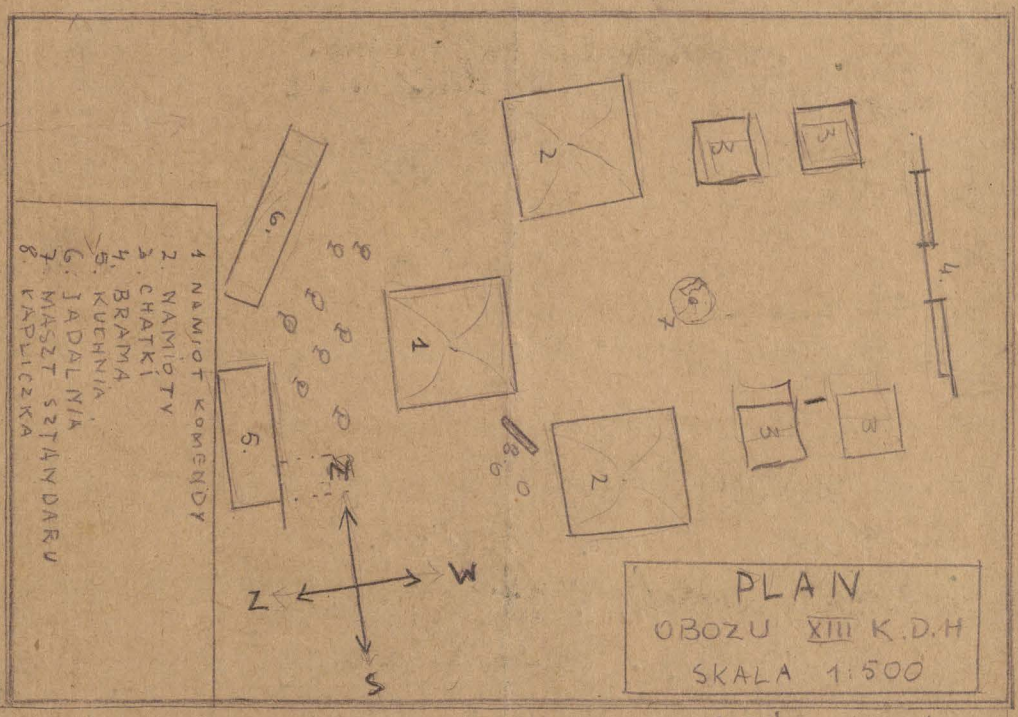 PLAN
OBOZU XIII K.D.H
SKALA 1:500
1 NAMIOT KOMENDY
2. NAMIOTY
3. CHATKI
4. BRAMA
5. KUCHNIA
6. JADALNIA
7. MASZT SZTANDARU
8. KAPLICZKA
2
3
3
4.
6.
1
7
5.
8
2
3
3
Z
W
S